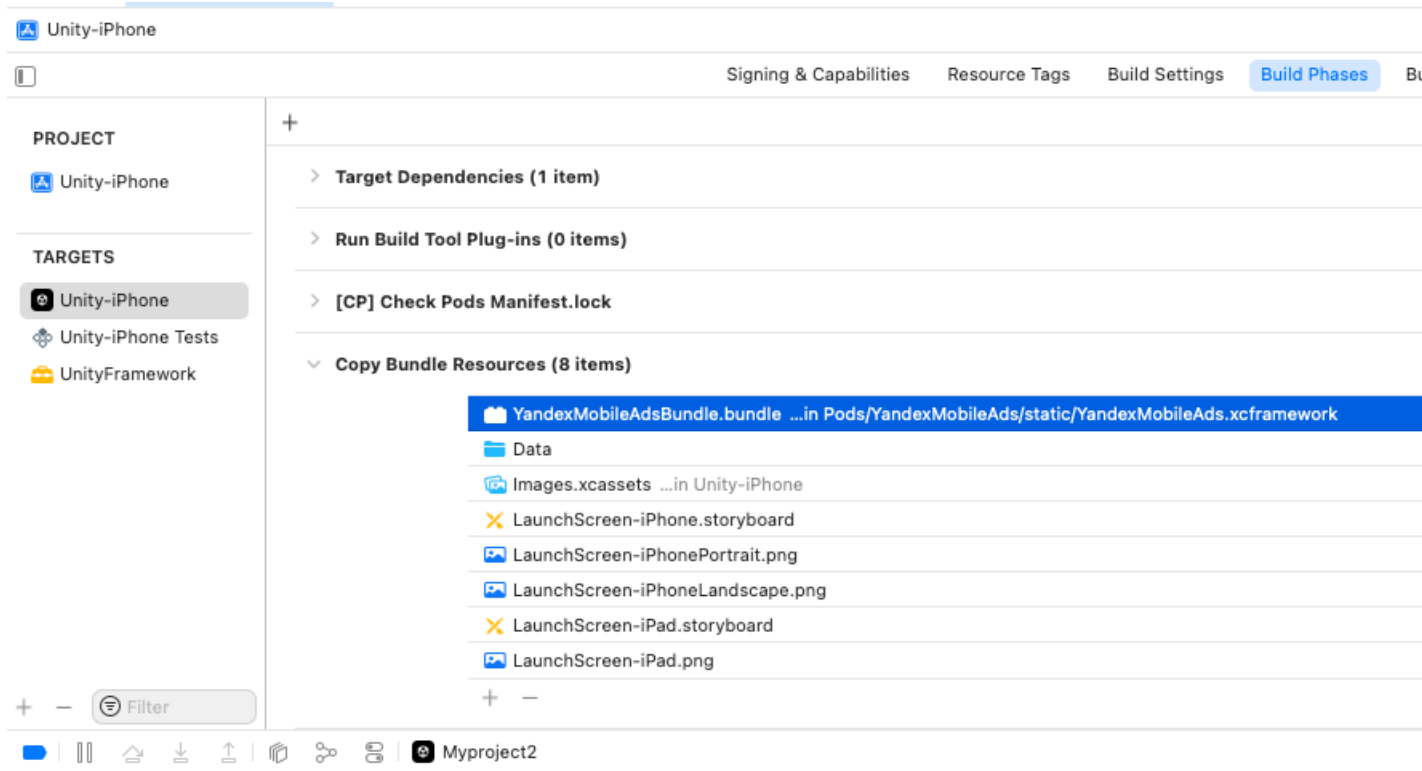 Unity-iPhone
Signing & Capabilities Resource Tags Build Settings Build Phases Bu
PROJECT
Unity-iPhone
TARGETS
Unity-iPhone
Unity-iPhone Tests
UnityFramework
Filter
Target Dependencies (1 item)
Run Build Tool Plug-ins (0 items)
[CP] Check Pods Manifest.lock
Copy Bundle Resources (8 items)
YandexMobileAdsBundle.bundle ...in Pods/YandexMobileAds/static/YandexMobileAds.xcframework
Data
Images.xcassets ...in Unity-iPhone
LaunchScreen-iPhone.storyboard
LaunchScreen-iPhonePortrait.png
LaunchScreen-iPhoneLandscape.png
LaunchScreen-iPad.storyboard
LaunchScreen-iPad.png
Myproject2